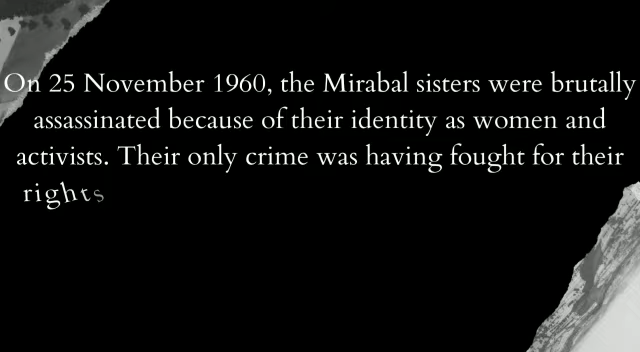 On 25 November 1960, the Mirabal sisters were brutally
assassinated because of their identity as women and
activists. Their only crime was having fought for their
rights